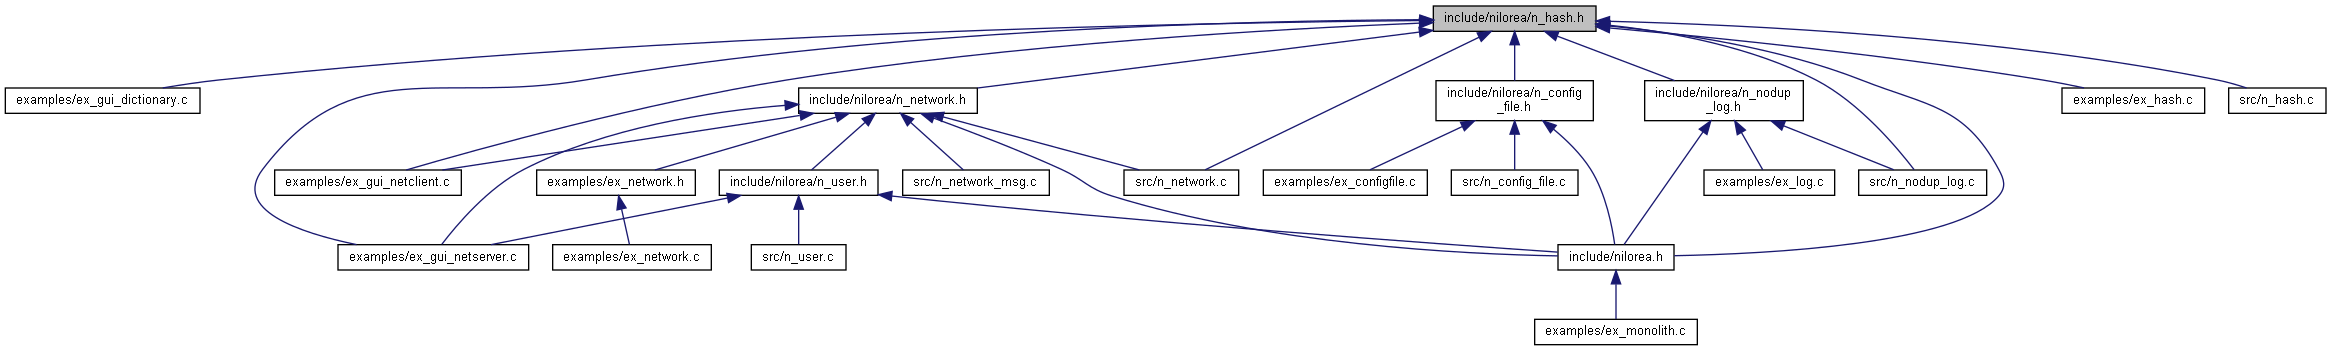 include/nilorea/n_hash.h
examples/ex_gui_dictionary.c
include/nilorea/n_network.h
include/nilorea/n_config
_file.h
include/nilorea/n_nodup
_log.h
examples/ex_hash.c
src/n_hash.c
examples/ex_gui_netclient.c
examples/ex_network.h
include/nilorea/n_user.h
src/n_network_msg.c
src/n_network.c
examples/ex_configfile.c
src/n_config_file.c
examples/ex_log.c
src/n_nodup_log.c
examples/ex_gui_netserver.c
examples/ex_network.c
src/n_user.c
include/nilorea.h
examples/ex_monolith.c